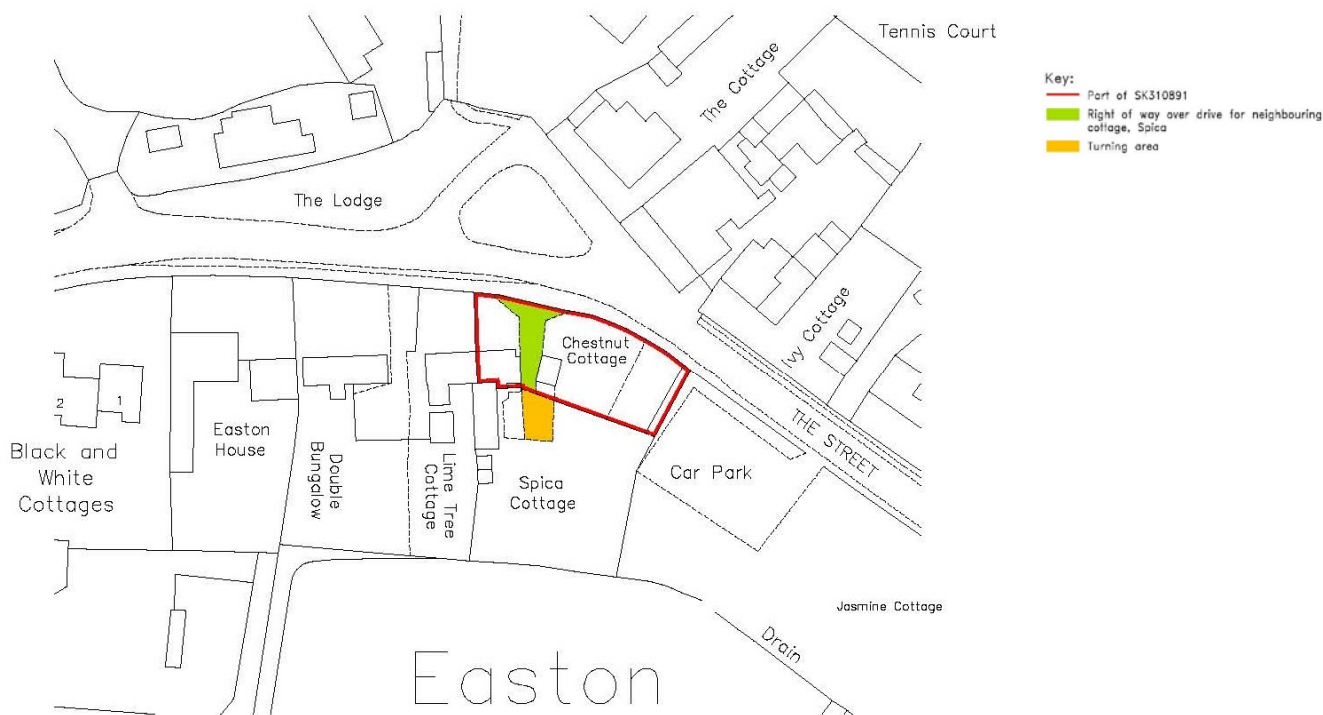 Tennis Court
The Cottage
Key:
Part of SK310891
Right of way over drive for neighbouring
cottage, Spica
Turning area
The Lodge
Ivy Cottage
Chestnut
Cottage
THE STREET
2
1
Black and
White
Cottages
Easton
House
Double
Bungalow
Lime Tree
Cottage
Spica
Cottage
Car Park
Jasmine Cottage
Drain
Easton